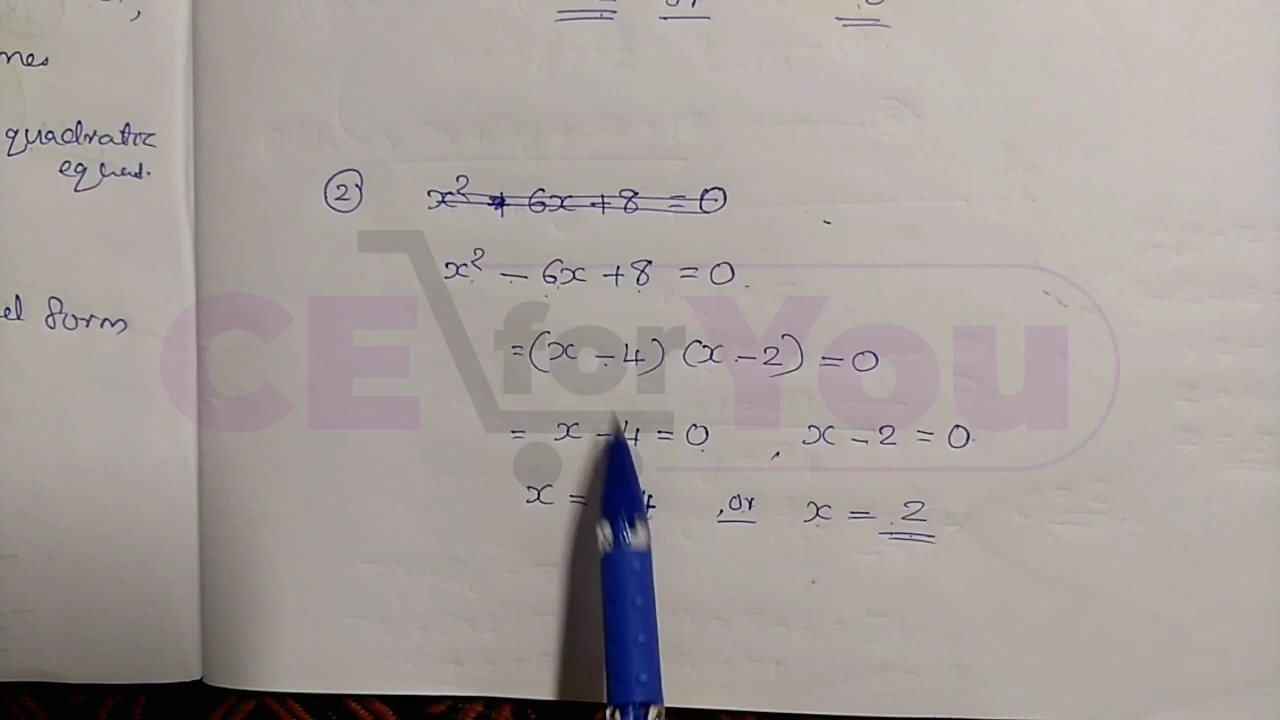 nes
quadratic
equat.
el form
② x² + 6x + 8 = 0
x² - 6x + 8 = 0
= (x - 4) (x - 2) = 0
= x - 4 = 0 , x - 2 = 0
x = 4 , or x = 2
CE for You